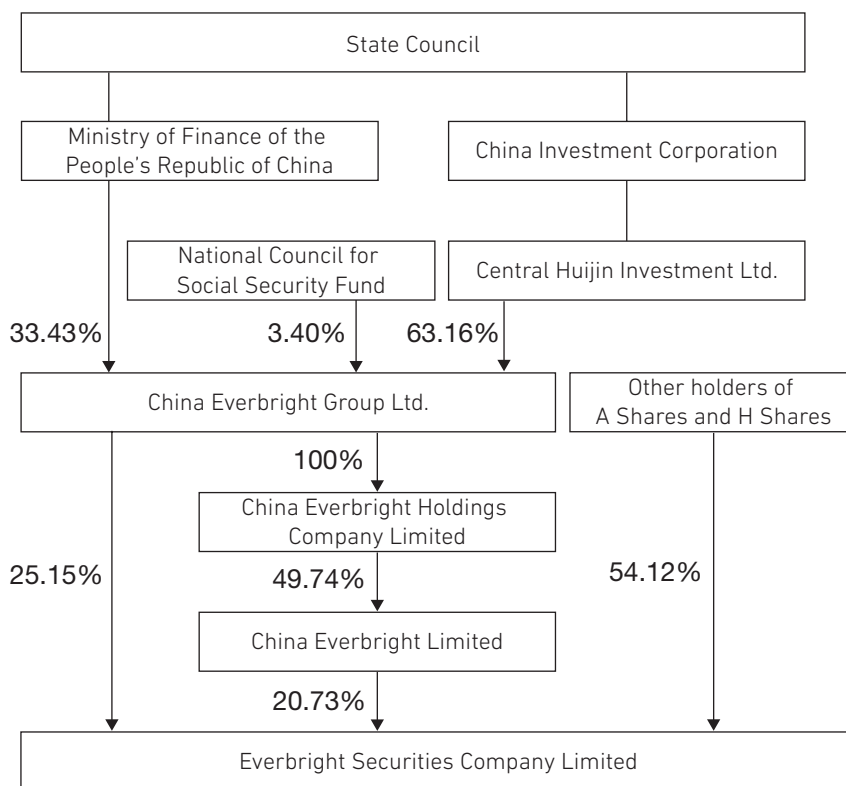 State Council
Ministry of Finance of the
People’s Republic of China
China Investment Corporation
National Council for
Social Security Fund
Central Huijin Investment Ltd.
33.43%
3.40%
63.16%
China Everbright Group Ltd.
Other holders of
A Shares and H Shares
100%
China Everbright Holdings
Company Limited
25.15%
49.74%
54.12%
China Everbright Limited
20.73%
Everbright Securities Company Limited